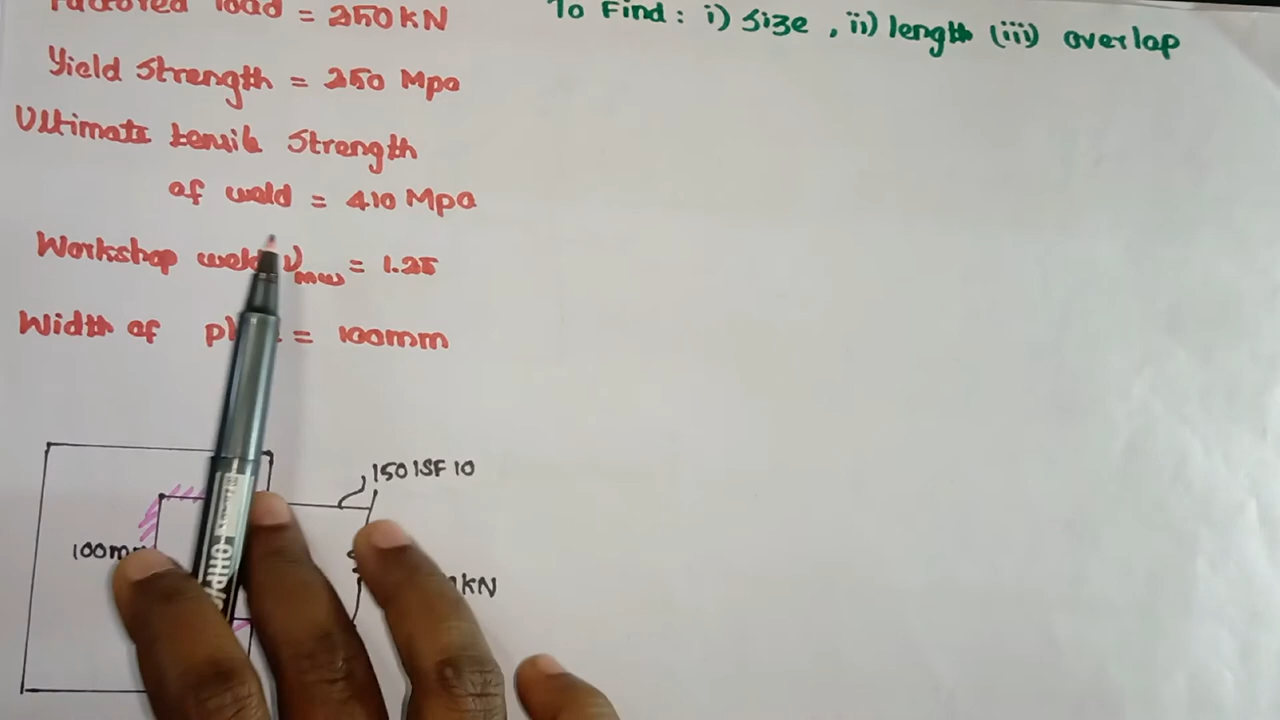 Factored load = 250 KN
To Find : i) size , ii) length (iii) overlap
Yield Strength = 250 Mpa
Ultimate tensile Strength
of weld = 410 Mpa
Workshop weld γmw = 1.25
Width of = 100mm
150 ISF 10
100mm
KN